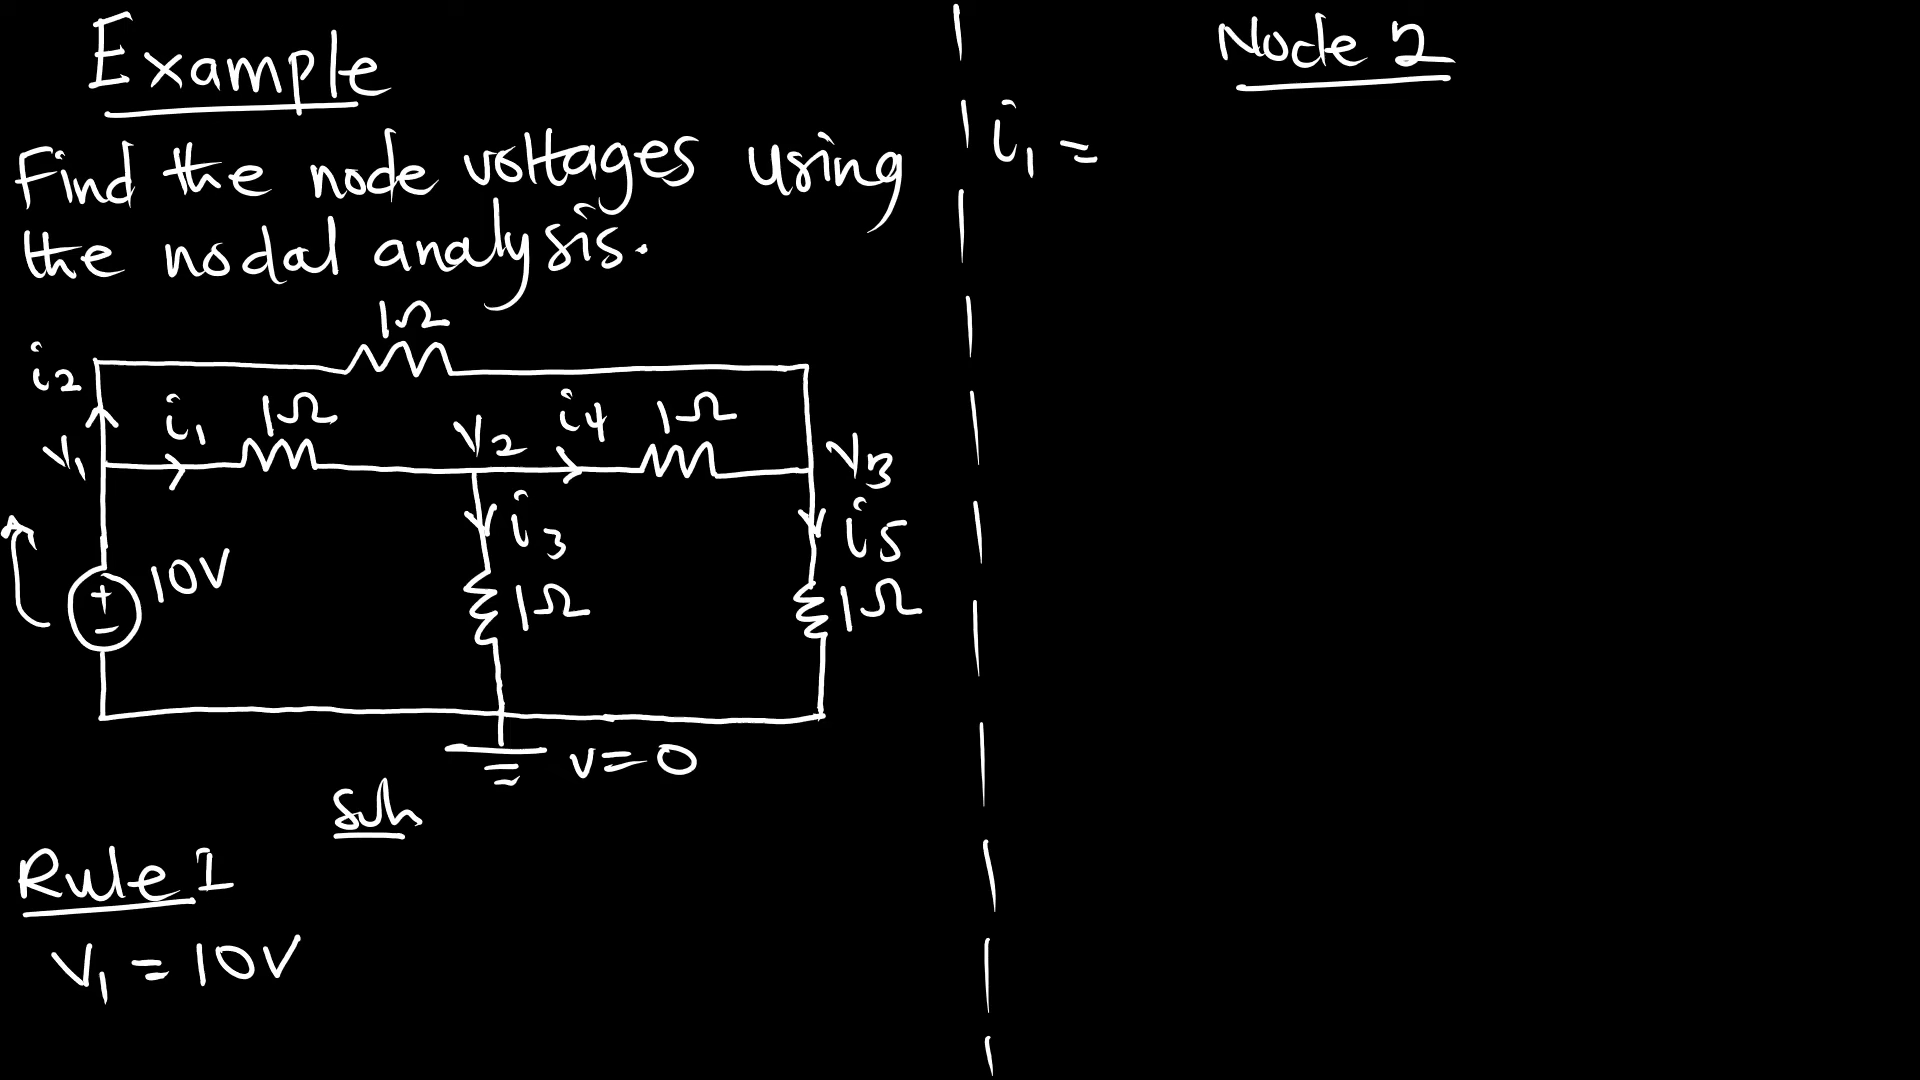 Example
Find the node voltages using
the nodal analysis.
1Ω
i2
i1 1Ω V2 i4 1Ω
V1 V3
i3 i5
10V 1Ω 1Ω
+
−
v=0
Soln
Rule 1
V1 = 10V
Node 2
i1 =